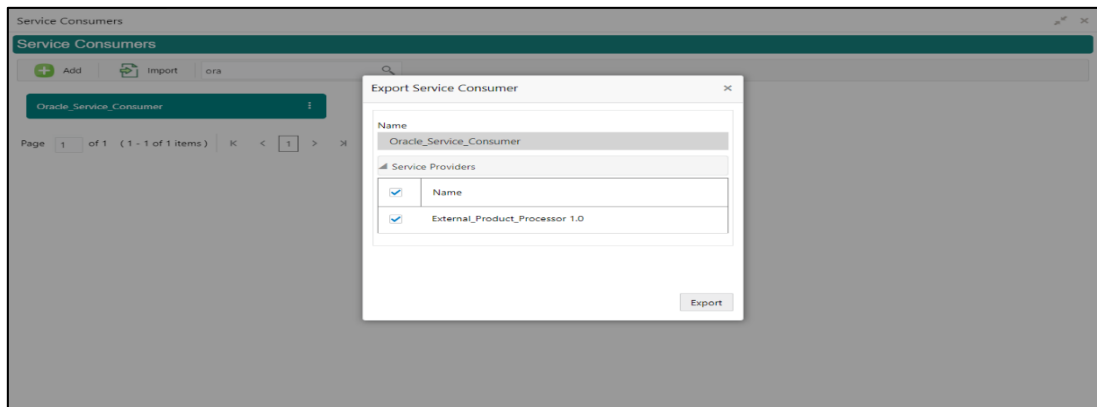 Service Consumers
Service Consumers
Add Import ora
Oracle_Service_Consumer
Page 1 of 1 (1 - 1 of 1 items) K < 1 > Ʞ
Export Service Consumer
Name
Oracle_Service_Consumer
Service Providers
Name
External_Product_Processor 1.0
Export